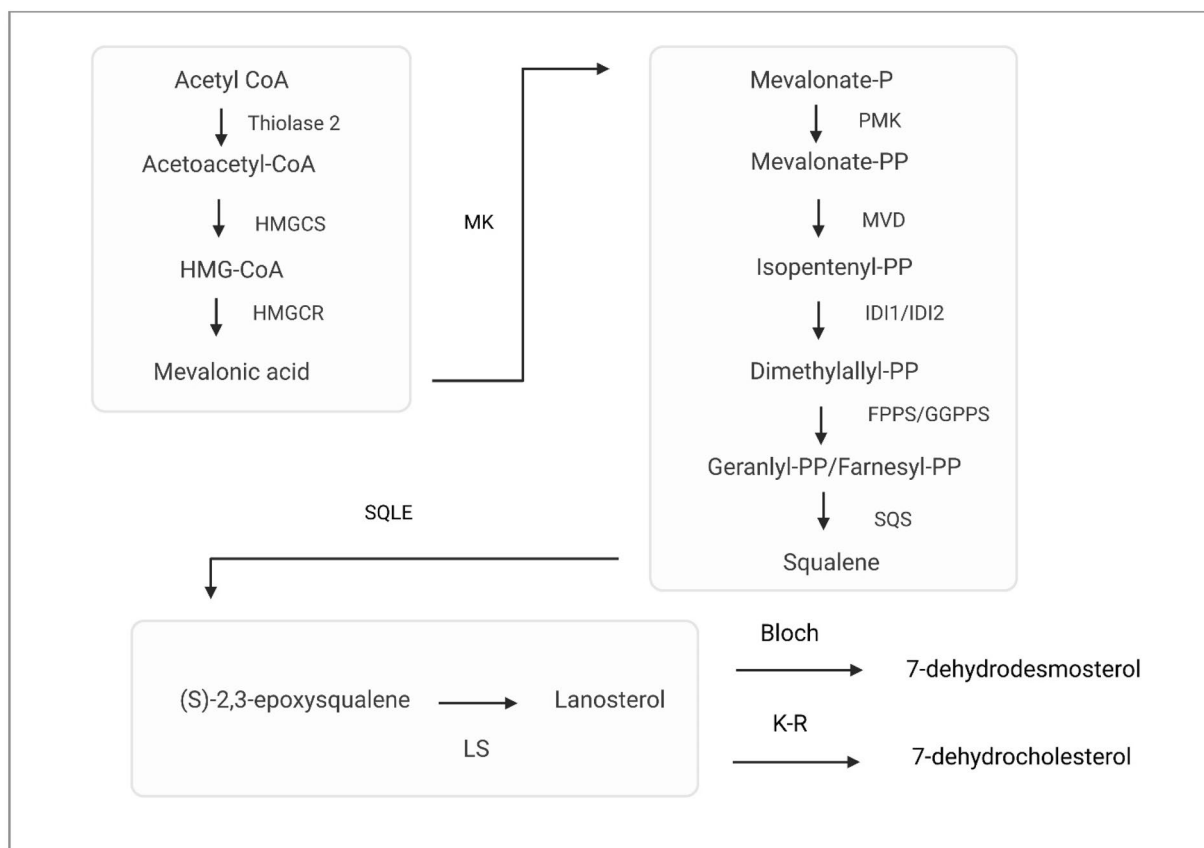 Acetyl CoA
Thiolase 2
Acetoacetyl-CoA
HMGCS
HMG-CoA
HMGCR
Mevalonic acid
MK
Mevalonate-P
PMK
Mevalonate-PP
MVD
Isopentenyl-PP
IDI1/IDI2
Dimethylallyl-PP
FPPS/GGPPS
Geranlyl-PP/Farnesyl-PP
SQS
Squalene
SQLE
(S)-2,3-epoxysqualene
LS
Lanosterol
Bloch
7-dehydrodesmosterol
K-R
7-dehydrocholesterol